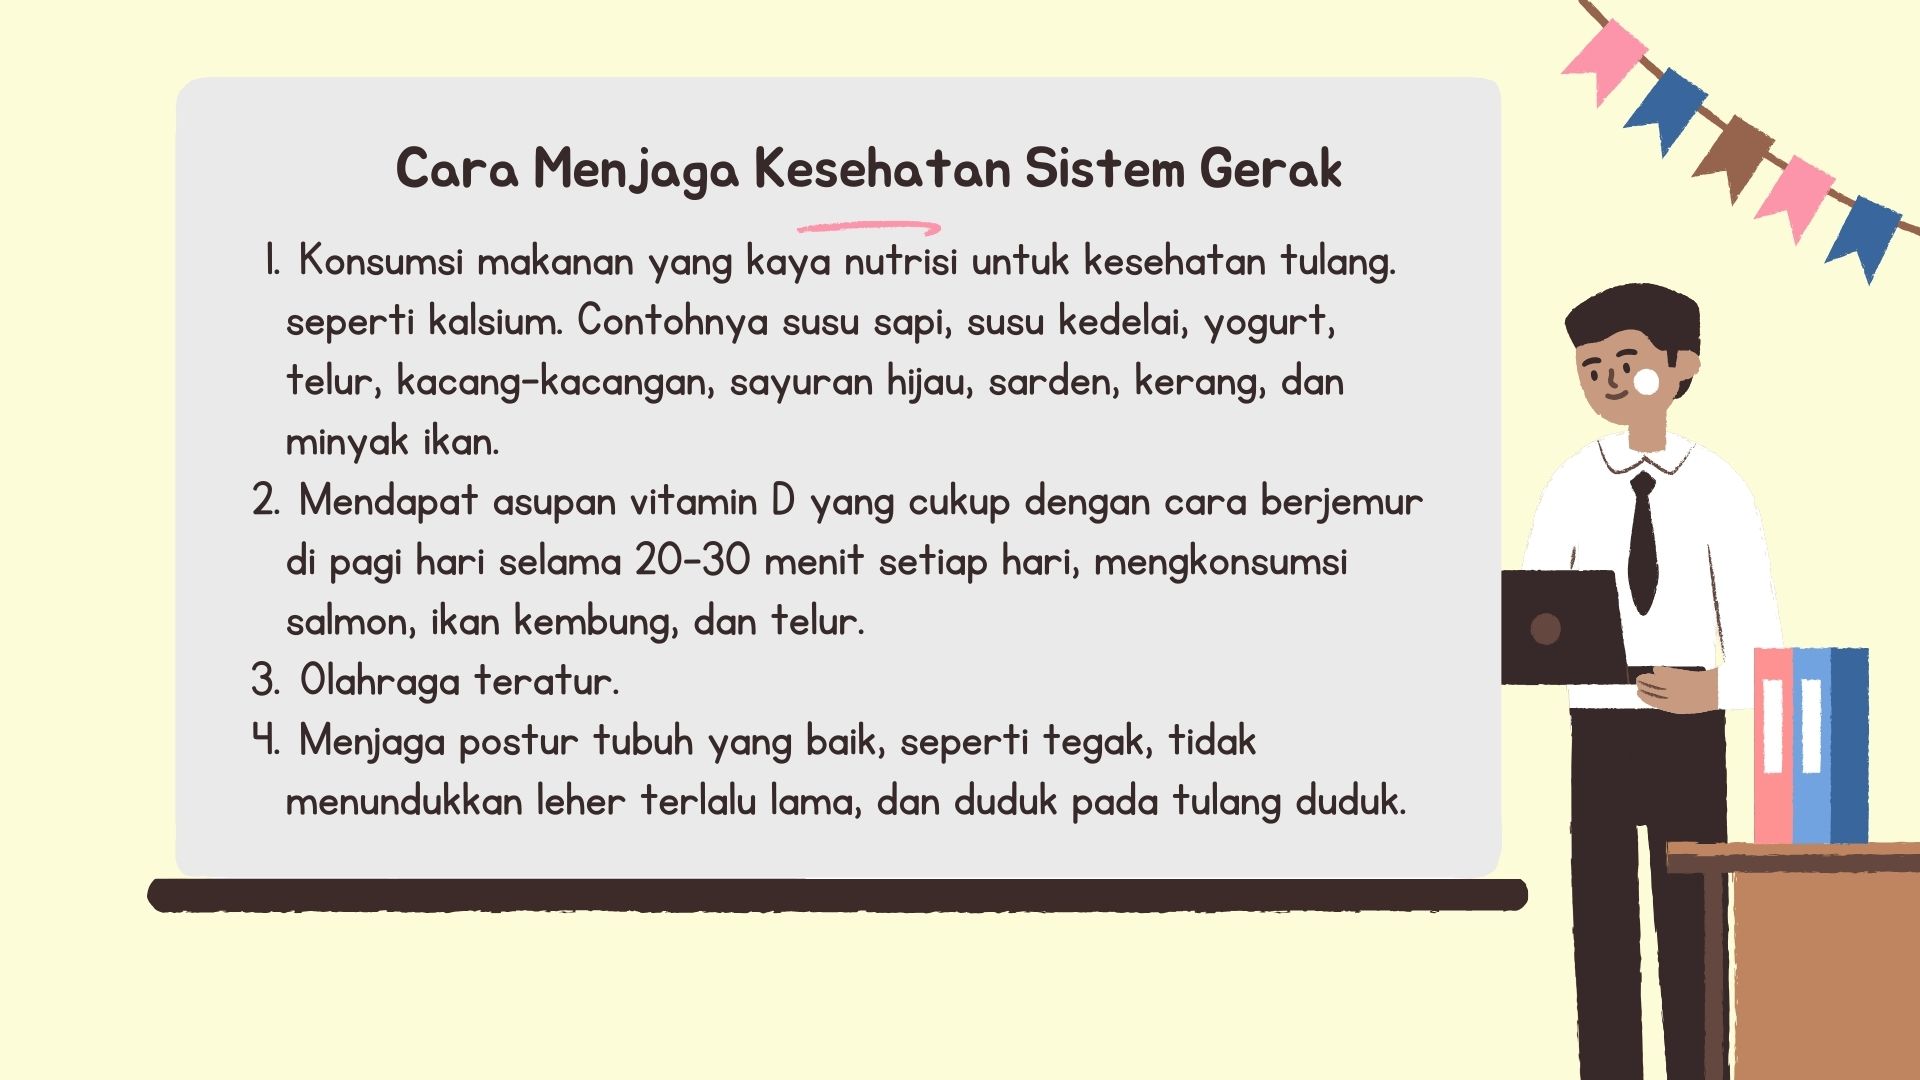 Cara Menjaga Kesehatan Sistem Gerak
1. Konsumsi makanan yang kaya nutrisi untuk kesehatan tulang.
seperti kalsium. Contohnya susu sapi, susu kedelai, yogurt,
telur, kacang-kacangan, sayuran hijau, sarden, kerang, dan
minyak ikan.
2. Mendapat asupan vitamin D yang cukup dengan cara berjemur
di pagi hari selama 20-30 menit setiap hari, mengkonsumsi
salmon, ikan kembung, dan telur.
3. Olahraga teratur.
4. Menjaga postur tubuh yang baik, seperti tegak, tidak
menundukkan leher terlalu lama, dan duduk pada tulang duduk.